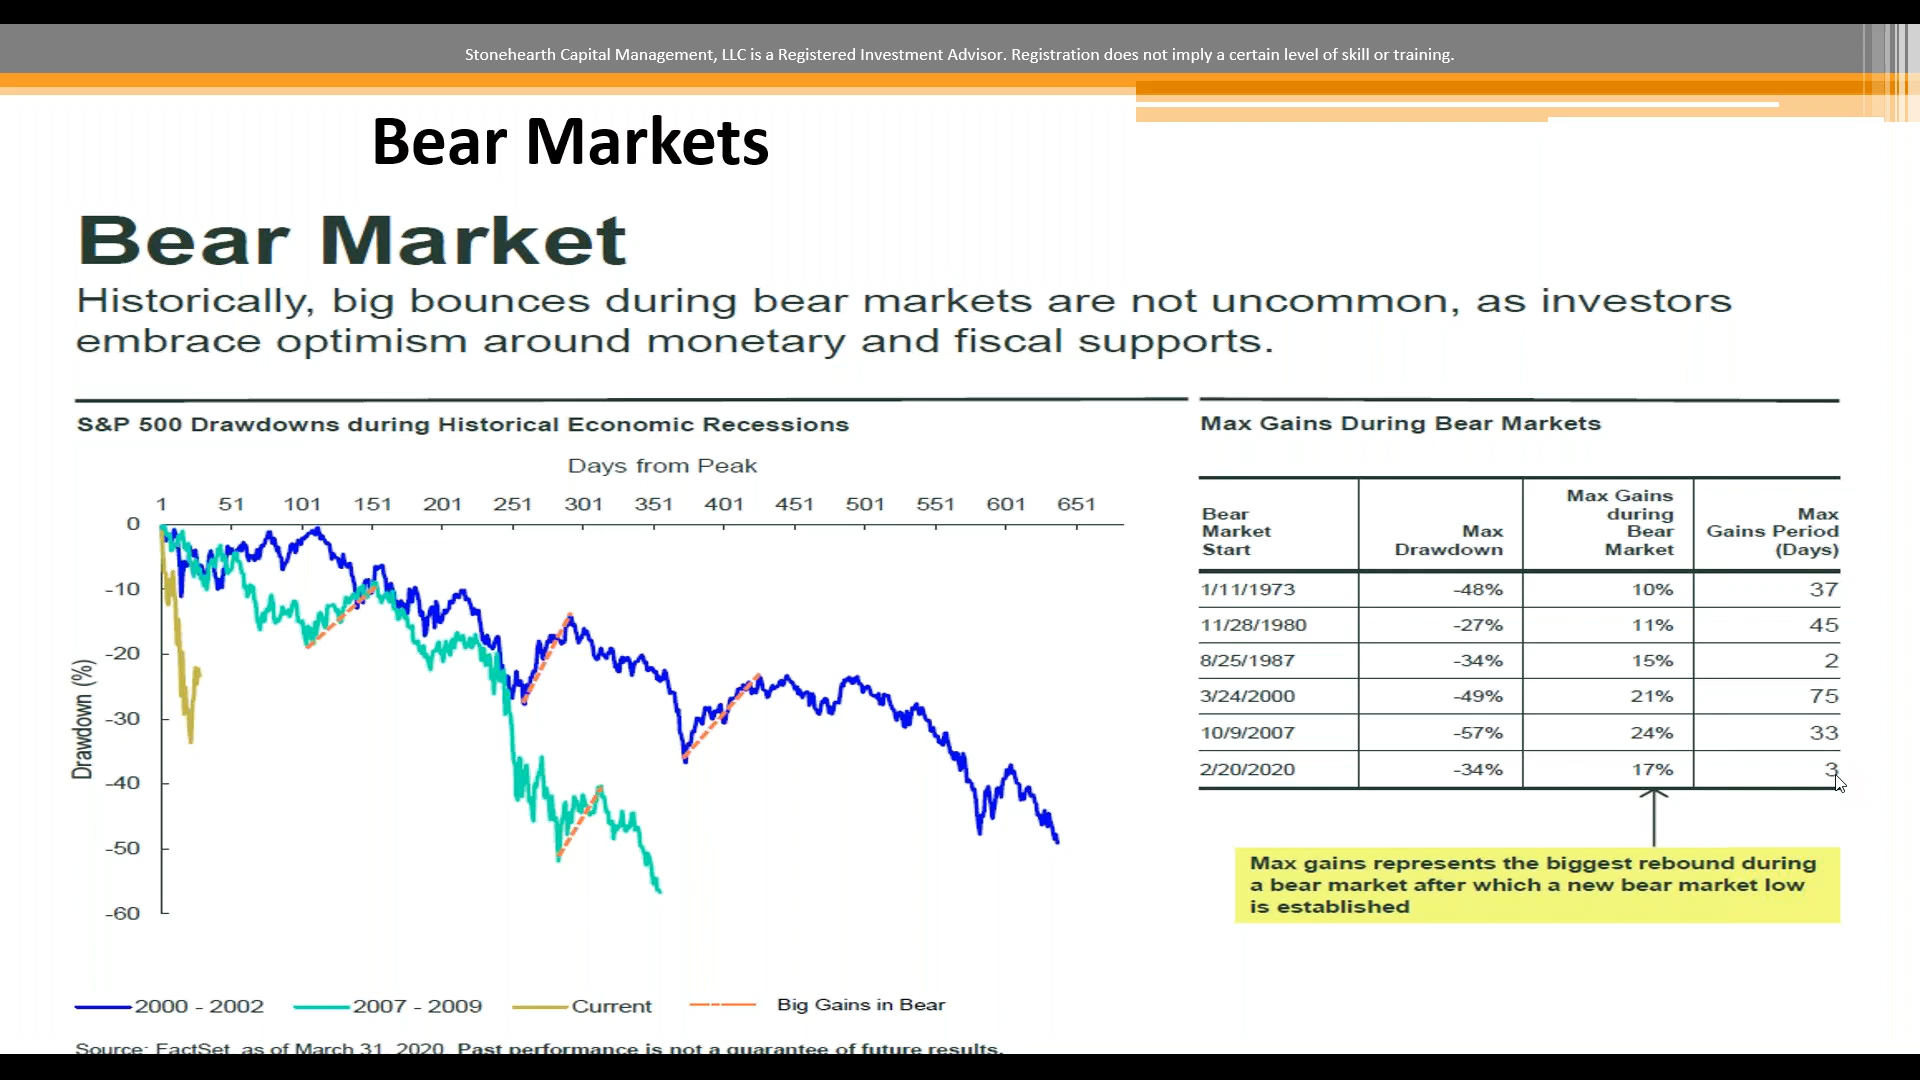 Stonehearth Capital Management, LLC is a Registered Investment Advisor. Registration does not imply a certain level of skill or training.
Bear Markets
Bear Market
Historically, big bounces during bear markets are not uncommon, as investors
embrace optimism around monetary and fiscal supports.
S&P 500 Drawdowns during Historical Economic Recessions
Days from Peak
1 51 101 151 201 251 301 351 401 451 501 551 601 651
0
-10
-20
-30
-40
-50
-60
Drawdown (%)
2000 - 2002 2007 - 2009 Current Big Gains in Bear
Max Gains During Bear Markets
Bear
Market
Start
Max
Drawdown
Max Gains
during
Bear
Market
Max
Gains Period
(Days)
1/11/1973 -48% 10% 37
11/28/1980 -27% 11% 45
8/25/1987 -34% 15% 2
3/24/2000 -49% 21% 75
10/9/2007 -57% 24% 33
2/20/2020 -34% 17% 3
Max gains represents the biggest rebound during
a bear market after which a new bear market low
is established
Source: FactSet, as of March 31, 2020. Past performance is not a guarantee of future results.